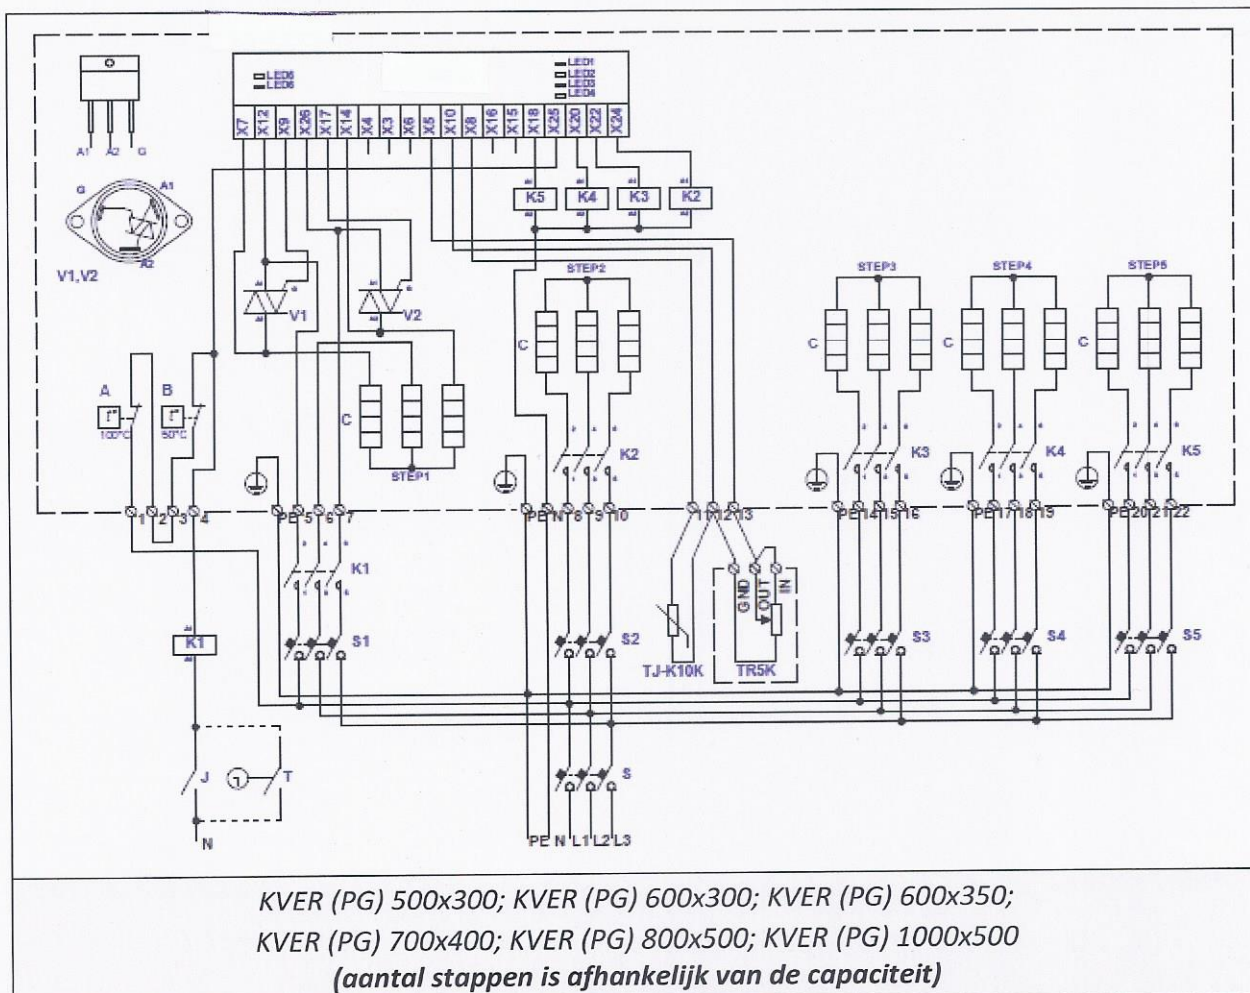 LED5
LED6
LED1
LED2
LED3
LED4
X7 X12 X9 X26 X17 X14 X4 X3 X6 X5 X10 X8 X16 X15 X18 X25 X20 X22 X24
A1 A2 G
G A1
A2
V1,V2
K5 K4 K3 K2
STEP2 STEP3 STEP4 STEP5
V1 V2
C C C C
A B
100°C 50°C
C
STEP1
K2 K3 K4 K5
1 2 3 4 PE 5 6 7 PE N 8 9 10 11 12 13 PE 14 15 16 PE 17 18 19 PE 20 21 22
K1
GND OUT IN
K1 S1 S2 S3 S4 S5
TJ-K10K TR5K
J T S
N
PE N L1 L2 L3
KVER (PG) 500x300; KVER (PG) 600x300; KVER (PG) 600x350;
KVER (PG) 700x400; KVER (PG) 800x500; KVER (PG) 1000x500
(aantal stappen is afhankelijk van de capaciteit)